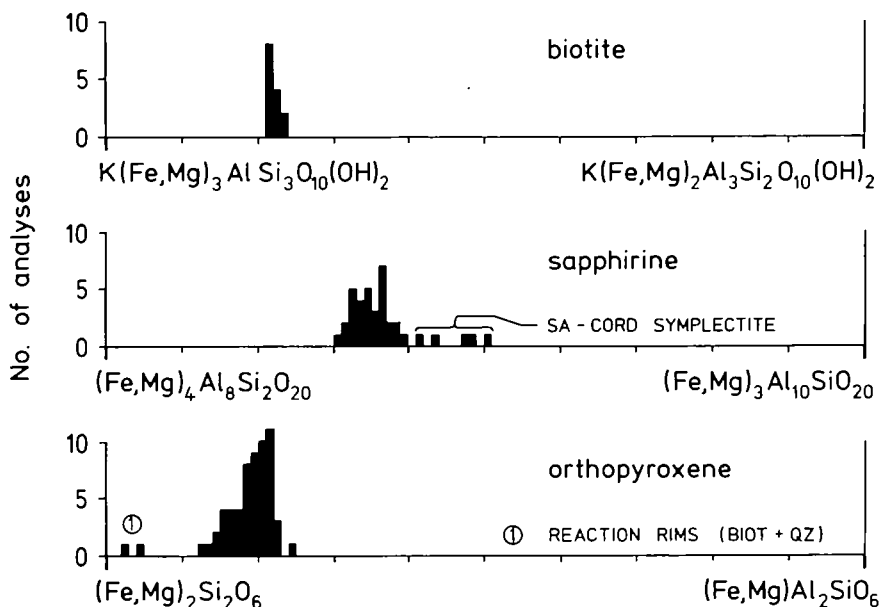 No. of analyses
10
5
0
biotite
K(Fe,Mg)₃AlSi₃O₁₀(OH)₂
K(Fe,Mg)₂Al₃Si₂O₁₀(OH)₂
10
5
0
sapphirine
SA - CORD SYMPLECTITE
(Fe,Mg)₄Al₈Si₂O₂₀
(Fe,Mg)₃Al₁₀SiO₂₀
10
5
0
orthopyroxene
①
① REACTION RIMS (BIOT + QZ)
(Fe,Mg)₂Si₂O₆
(Fe,Mg)Al₂SiO₆